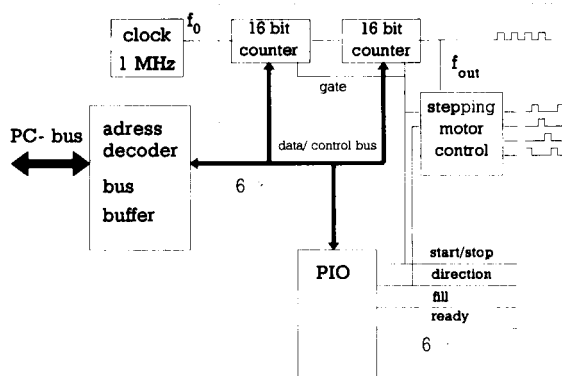 clock
1 MHz
f0
16 bit
counter
16 bit
counter
gate
f out
stepping
motor
control
PC- bus
adress
decoder
bus
buffer
data/ control bus
6
PIO
start/stop
direction
fill
ready
6